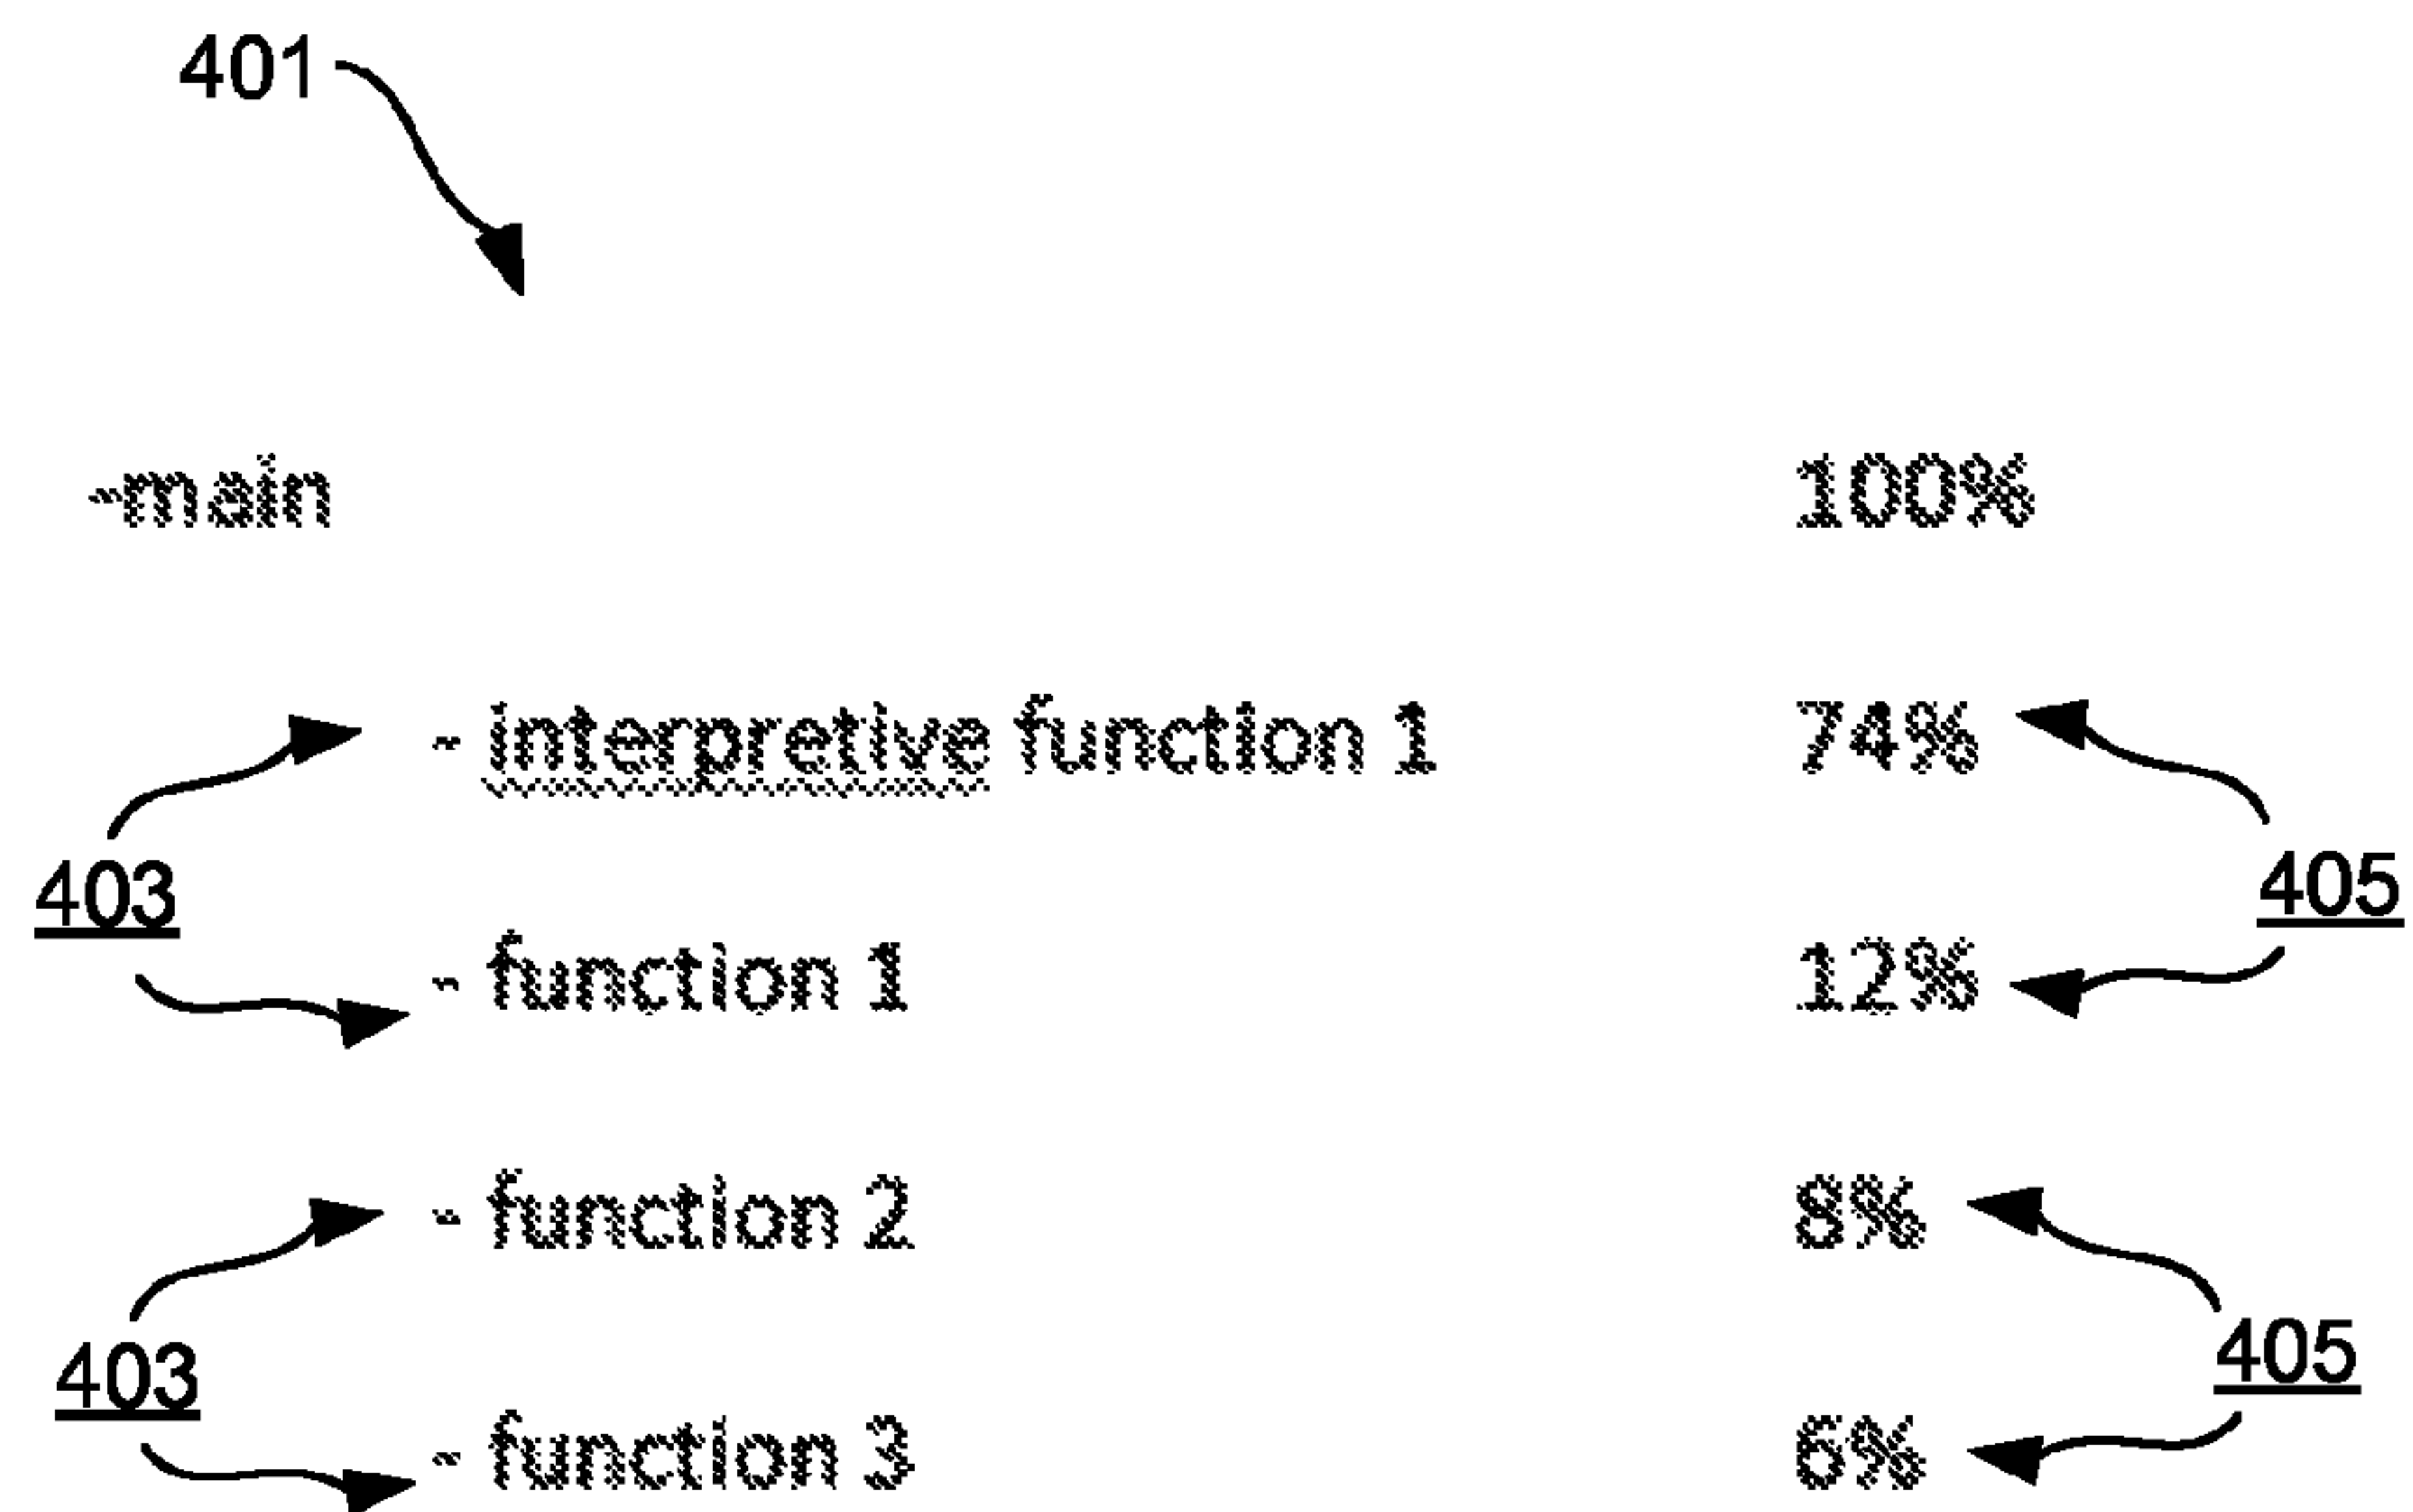 401
-main 100%
- interpretive function 1 74%
403 405
- function 1 12%
- function 2 8%
403 405
- function 3 6%